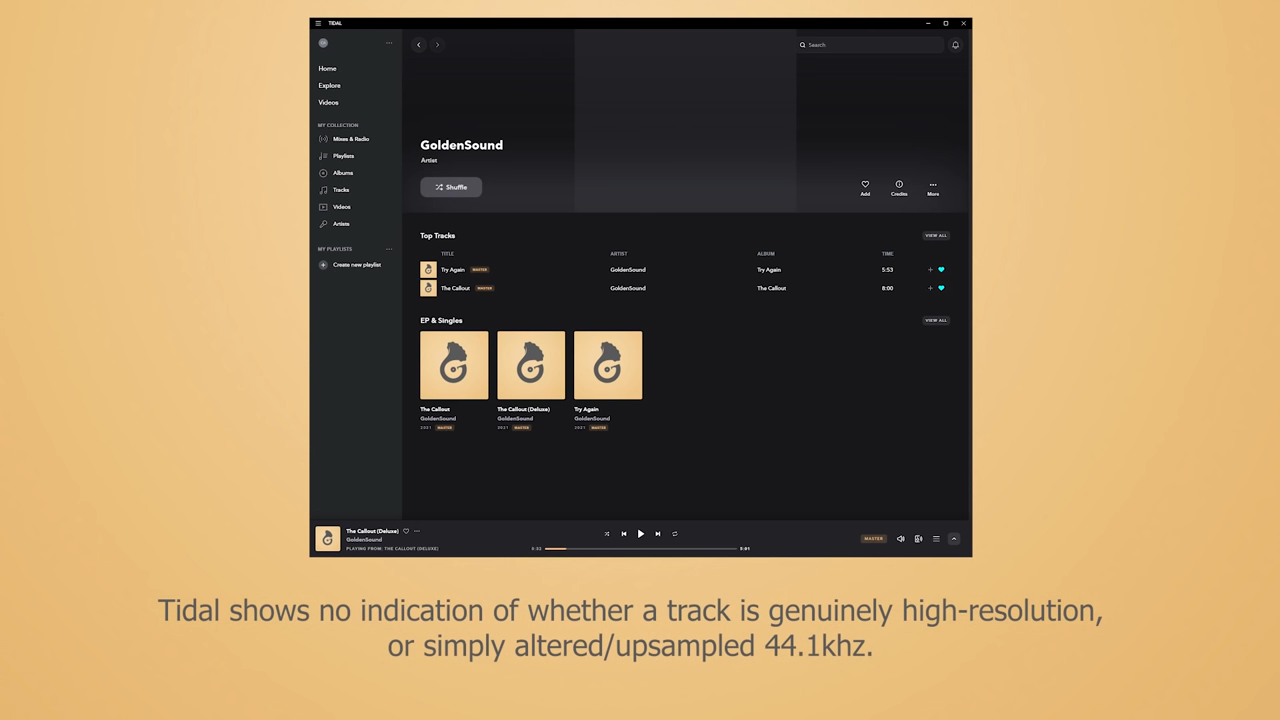 TIDAL
Search
Home
Explore
Videos
MY COLLECTION
Mixes & Radio
Playlists
Albums
Tracks
Videos
Artists
MY PLAYLISTS
Create new playlist
GoldenSound
Artist
Shuffle
Add
Credits
More
Top Tracks
VIEW ALL
TITLE ARTIST ALBUM TIME
Try Again MASTER GoldenSound Try Again 5:53
The Callout MASTER GoldenSound The Callout 8:00
EP & Singles
VIEW ALL
The Callout
GoldenSound
2021 MASTER
The Callout (Deluxe)
GoldenSound
2021 MASTER
Try Again
GoldenSound
2021 MASTER
The Callout (Deluxe)
GoldenSound
PLAYING FROM: THE CALLOUT (DELUXE)
MASTER
Tidal shows no indication of whether a track is genuinely high-resolution,
or simply altered/upsampled 44.1khz.